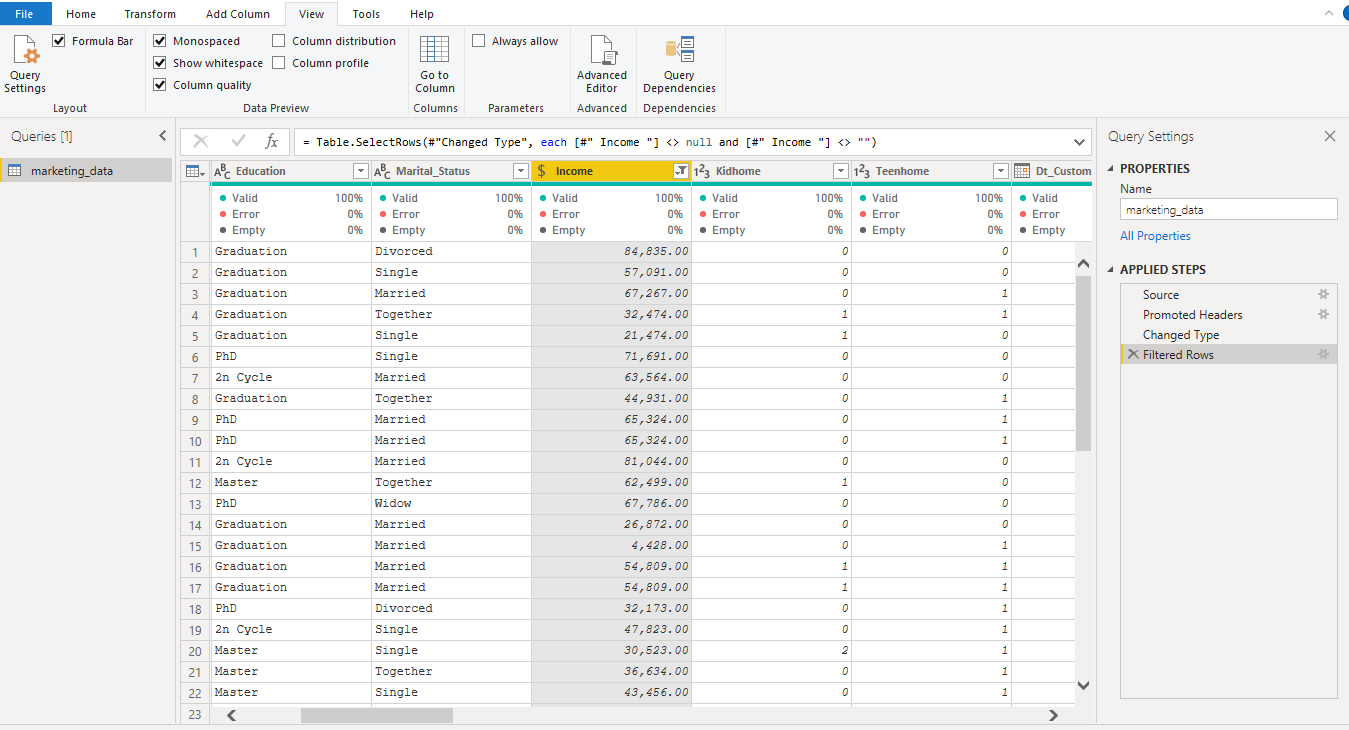 File Home Transform Add Column View Tools Help
Formula Bar Monospaced Column distribution Always allow
Show whitespace Column profile
Query Settings Column quality Go to Column Advanced Editor Query Dependencies
Layout Data Preview Columns Parameters Advanced Dependencies
Queries [1]
marketing_data
fx = Table.SelectRows(#"Changed Type", each [#" Income "] <> null and [#" Income "] <> "")
ABC Education ABC Marital_Status $ Income 123 Kidhome 123 Teenhome Dt_Custom
Valid 100% Valid 100% Valid 100% Valid 100% Valid 100% Valid
Error 0% Error 0% Error 0% Error 0% Error 0% Error
Empty 0% Empty 0% Empty 0% Empty 0% Empty 0% Empty
1 Graduation Divorced 84,835.00 0 0
2 Graduation Single 57,091.00 0 0
3 Graduation Married 67,267.00 0 1
4 Graduation Together 32,474.00 1 1
5 Graduation Single 21,474.00 1 0
6 PhD Single 71,691.00 0 0
7 2n Cycle Married 63,564.00 0 0
8 Graduation Together 44,931.00 0 1
9 PhD Married 65,324.00 0 1
10 PhD Married 65,324.00 0 1
11 2n Cycle Married 81,044.00 0 0
12 Master Together 62,499.00 1 0
13 PhD Widow 67,786.00 0 0
14 Graduation Married 26,872.00 0 0
15 Graduation Married 4,428.00 0 1
16 Graduation Married 54,809.00 1 1
17 Graduation Married 54,809.00 1 1
18 PhD Divorced 32,173.00 0 1
19 2n Cycle Single 47,823.00 0 1
20 Master Single 30,523.00 2 1
21 Master Together 36,634.00 0 1
22 Master Single 43,456.00 0 1
23
Query Settings
PROPERTIES
Name
marketing_data
All Properties
APPLIED STEPS
Source
Promoted Headers
Changed Type
Filtered Rows